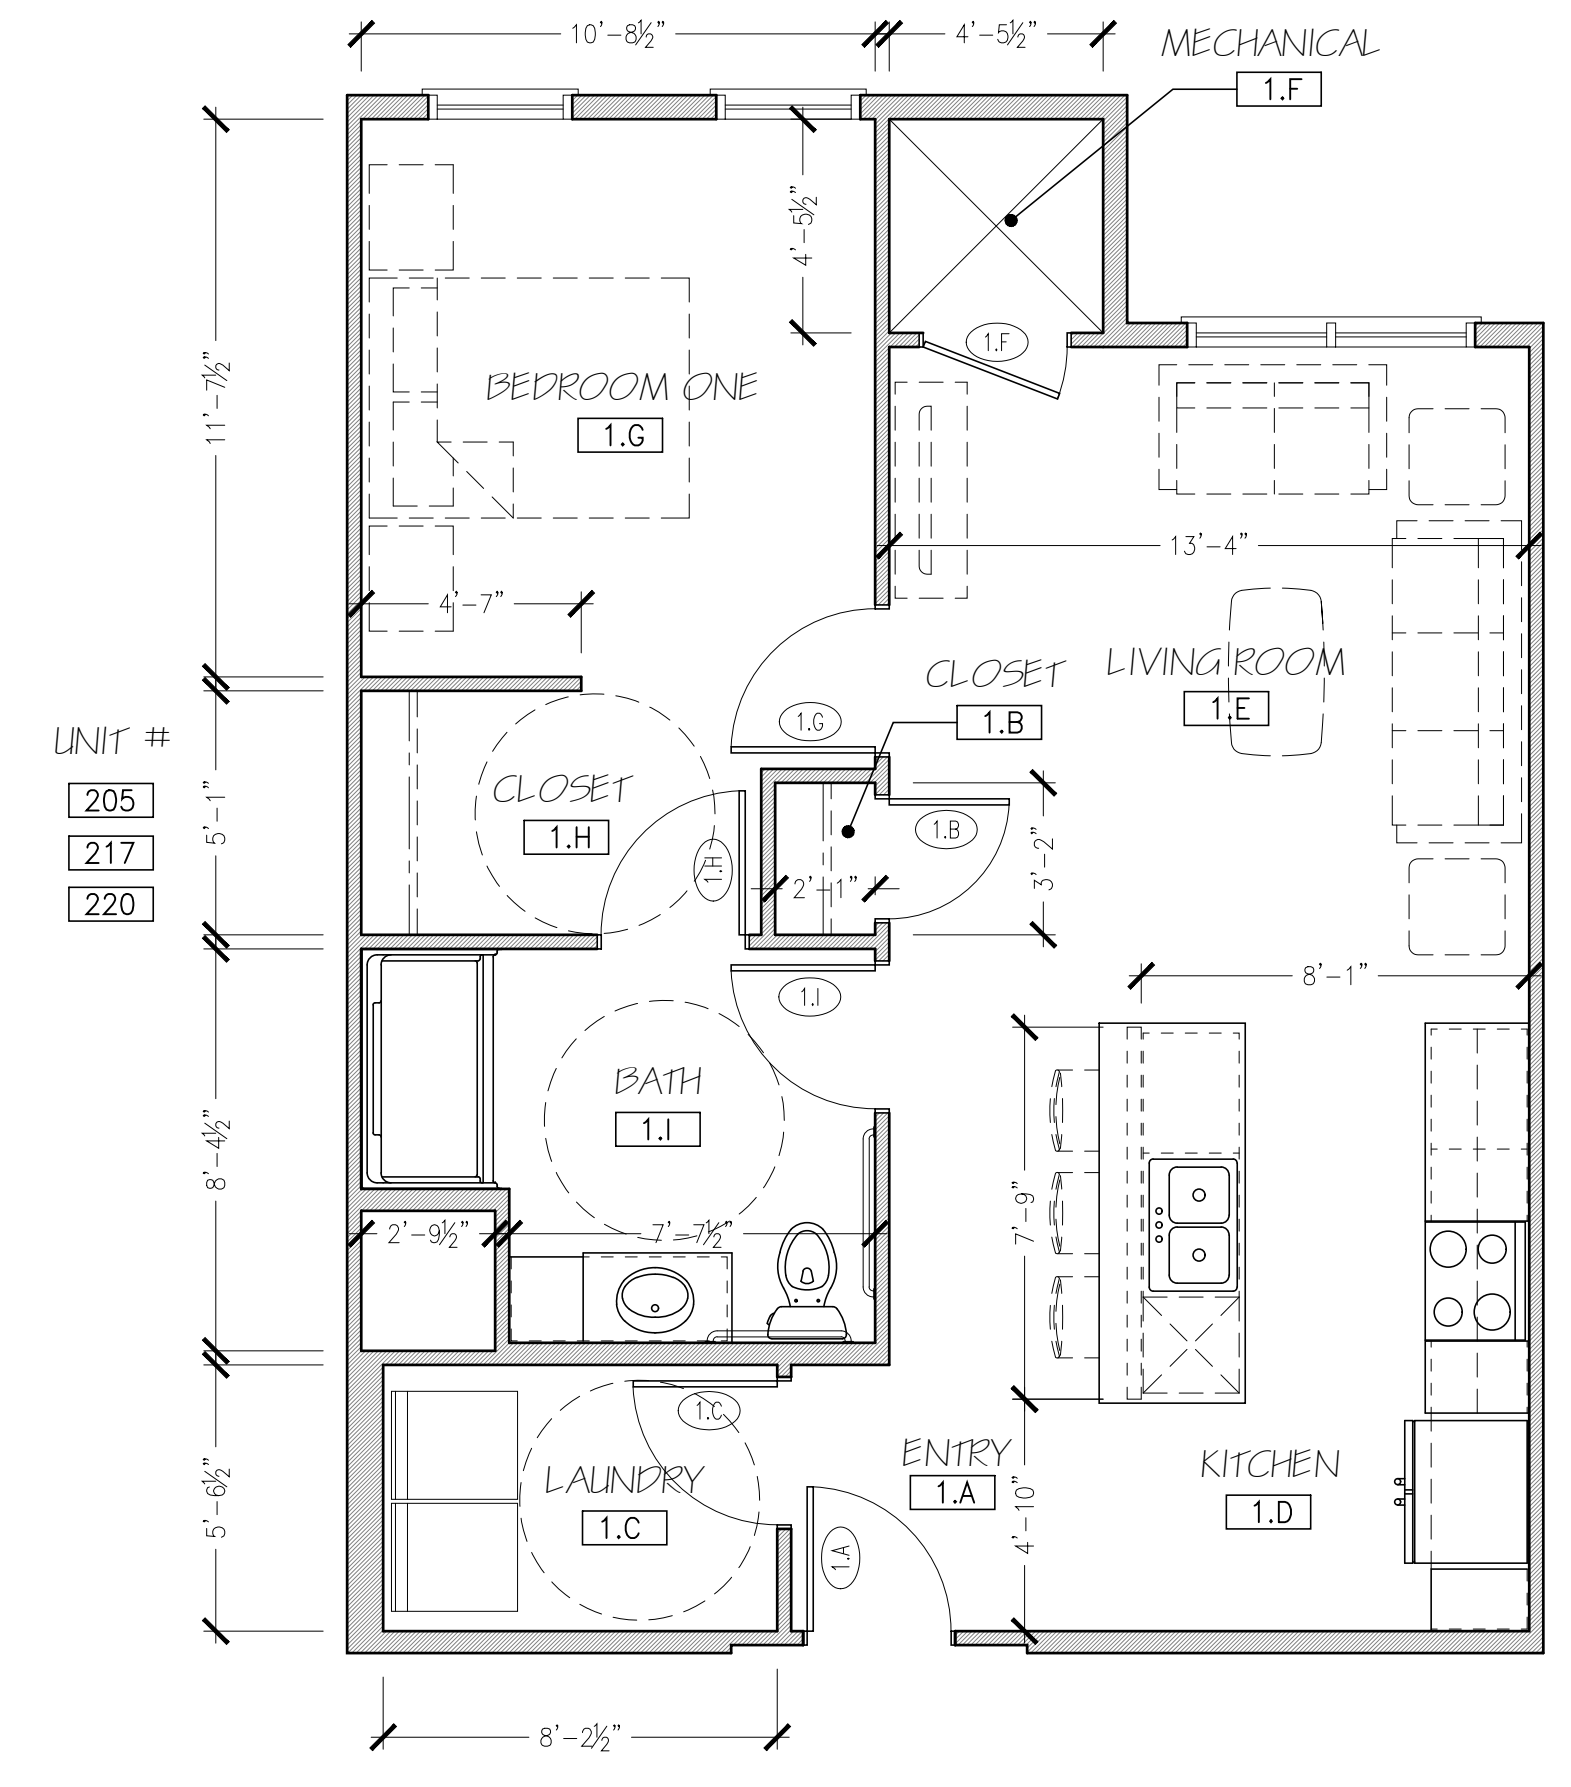 10'-8½"
4'-5½"
MECHANICAL
1.F
4'-5½"
1.F
11'-7½"
BEDROOM ONE
1.G
13'-4"
4'-7"
CLOSET
1.B
LIVING ROOM
1.E
1.G
UNIT #
205
217
220
5'-1"
CLOSET
1.H
1.H
1.B
2'-1"
3'-2"
8'-1"
1.I
BATH
1.I
8'-4½"
2'-9½"
7'-7½"
7'-9"
1.C
LAUNDRY
1.C
5'-6½"
ENTRY
1.A
1.A
4'-10"
KITCHEN
1.D
8'-2½"